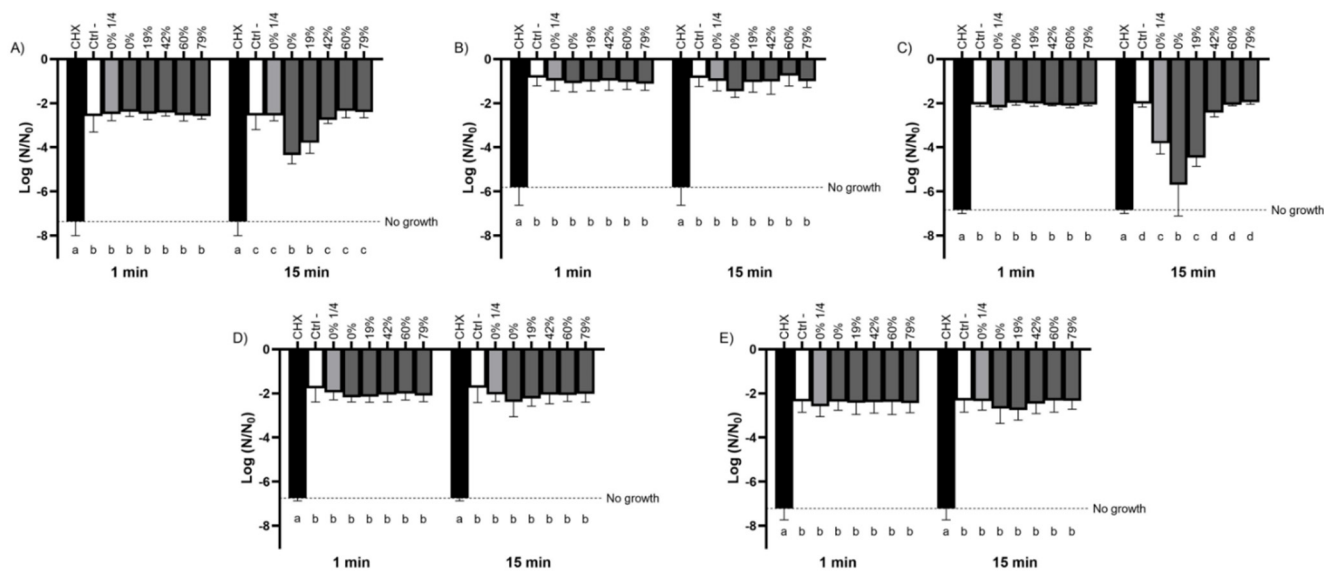 A)
CHX Ctrl - 0% 1/4 0% 19% 42% 60% 79% CHX Ctrl - 0% 1/4 0% 19% 42% 60% 79%
Log (N/N0)
0
-2
-4
-6
-8
No growth
a b b b b b b b a c c b b c c c
1 min 15 min
B)
CHX Ctrl - 0% 1/4 0% 19% 42% 60% 79% CHX Ctrl - 0% 1/4 0% 19% 42% 60% 79%
Log (N/N0)
0
-2
-4
-6
-8
No growth
a b b b b b b b a b b b b b b b
1 min 15 min
C)
CHX Ctrl - 0% 1/4 0% 19% 42% 60% 79% CHX Ctrl - 0% 1/4 0% 19% 42% 60% 79%
Log (N/N0)
0
-2
-4
-6
-8
No growth
a b b b b b b b a d c b c d d d
1 min 15 min
D)
CHX Ctrl - 0% 1/4 0% 19% 42% 60% 79% CHX Ctrl - 0% 1/4 0% 19% 42% 60% 79%
Log (N/N0)
0
-2
-4
-6
-8
No growth
a b b b b b b b a b b b b b b b
1 min 15 min
E)
CHX Ctrl - 0% 1/4 0% 19% 42% 60% 79% CHX Ctrl - 0% 1/4 0% 19% 42% 60% 79%
Log (N/N0)
0
-2
-4
-6
-8
No growth
a b b b b b b b a b b b b b b b
1 min 15 min